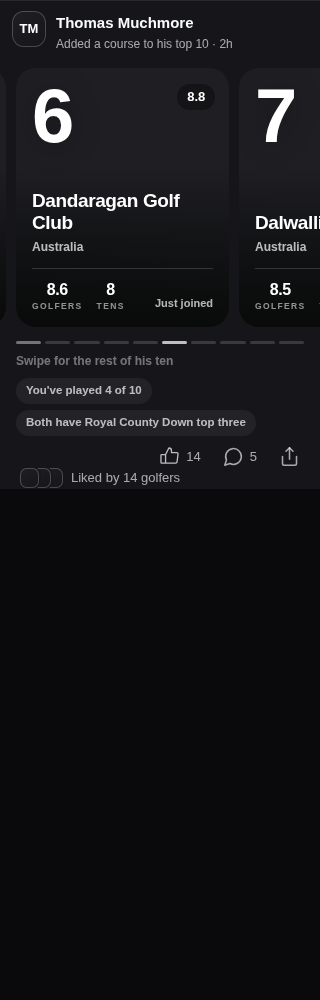 TM
Thomas Muchmore
Added a course to his top 10 · 2h
6
8.8
Dandaragan Golf
Club
Australia
8.6
GOLFERS
8
TENS
Just joined
7
Australia
8.5
GOLFERS
Swipe for the rest of his ten
You've played 4 of 10
Both have Royal County Down top three
14
5
Liked by 14 golfers